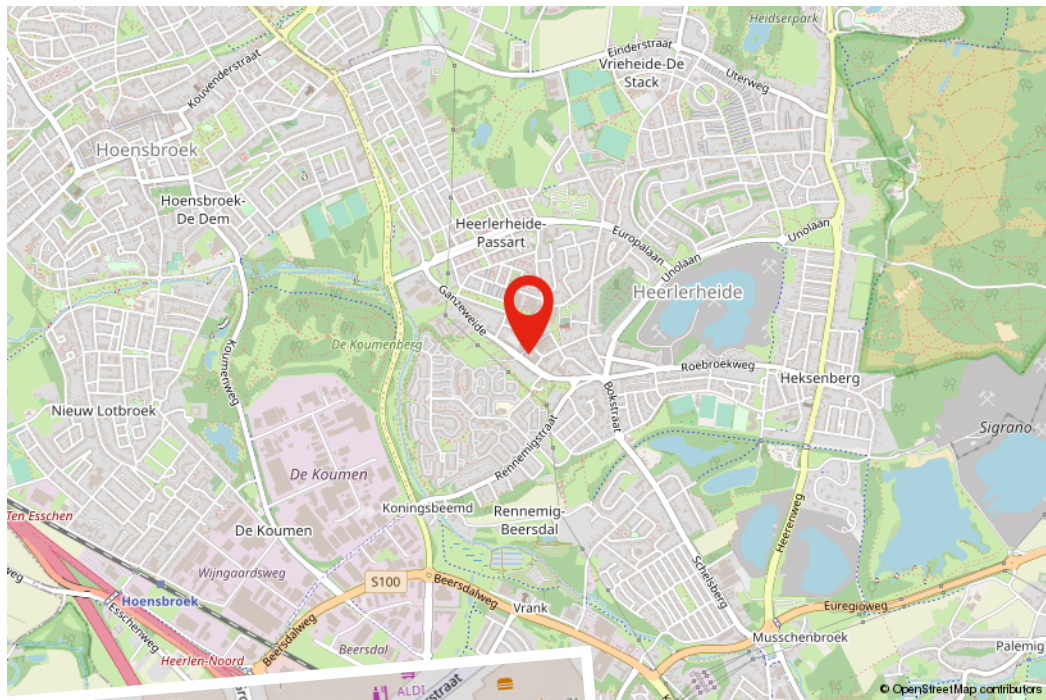 Heidserpark
Einderstraat
Vrieheide-De
Stack
Uterweg
Kouvenderstraat
Hoensbroek
Hoensbroek-
De Dem
Heerlerheide-
Passart
Europalaan
Unolaan
Unolaan
Heerlerheide
Ganzeweide
De Koumenberg
Koumenweg
Roebroekweg
Heksenberg
Bokstraat
Nieuw Lotbroek
Sigrano
Rennemigstraat
De Koumen
Koningsbeemd
Rennemig-
Beersdal
Heerenweg
Ten Esschen
De Koumen
Wijngaardsweg
S100
Beersdalweg
Schelsberg
weg
Hoensbroek
Vrank
Euregioweg
Esschenweg
Beersdalweg
Musschenbroek
Palemig
Beersdal
Heerlen-Noord
ALDI
straat
© OpenStreetMap contributors